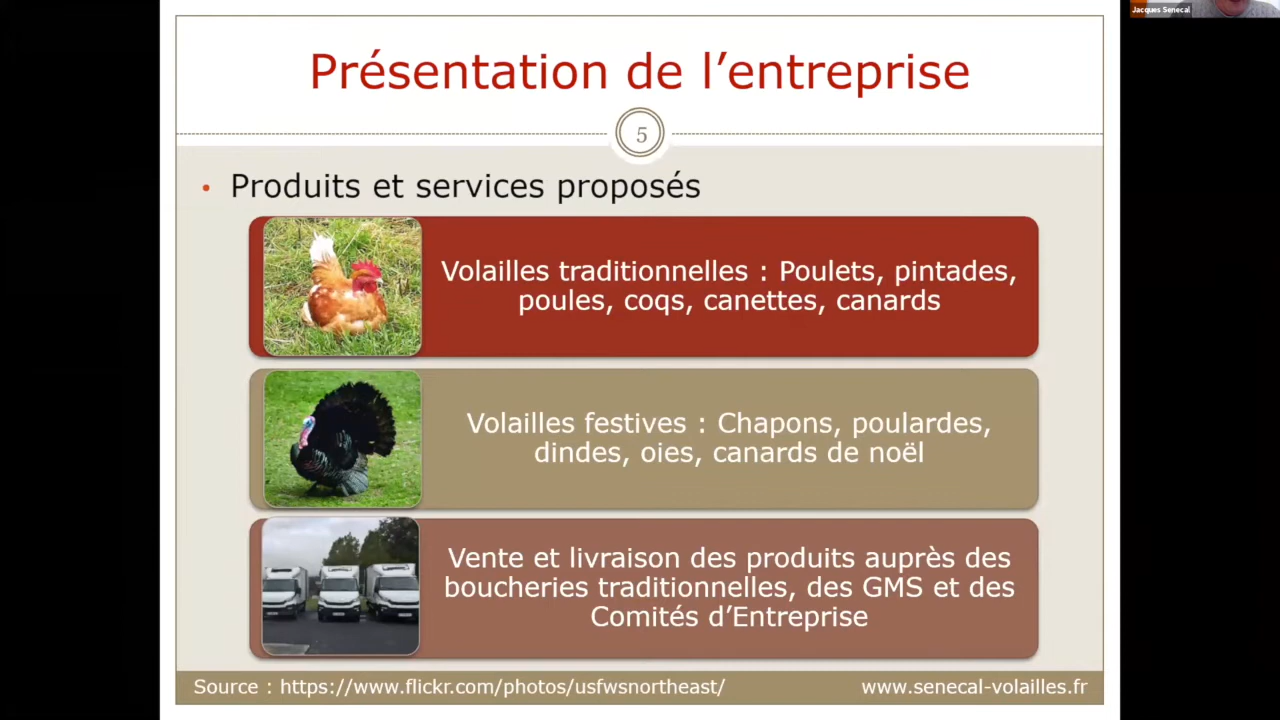 Jacques Senecal
Présentation de l’entreprise
5
• Produits et services proposés
Volailles traditionnelles : Poulets, pintades,
poules, coqs, canettes, canards
Volailles festives : Chapons, poulardes,
dindes, oies, canards de noël
Vente et livraison des produits auprès des
boucheries traditionnelles, des GMS et des
Comités d’Entreprise
Source : https://www.flickr.com/photos/usfwsnortheast/
www.senecal-volailles.fr